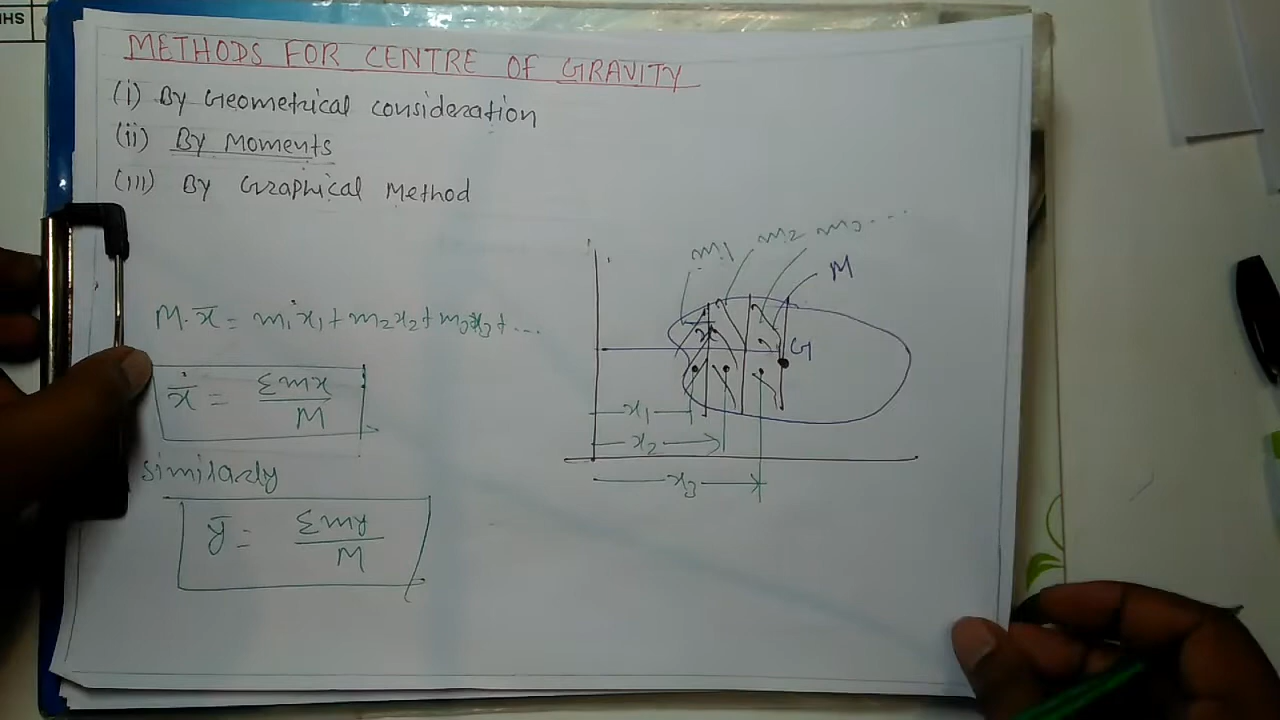 HS
METHODS FOR CENTRE OF GRAVITY
(i) By Geometrical consideration
(ii) By Moments
(iii) By Graphical Method
m1 m2 m3 ...
M
M.x̄ = m1x1 + m2x2 + m3x3 + ...
G
x̄ = Σmx / M
x1
x2
x3
similarly
ȳ = Σmy / M